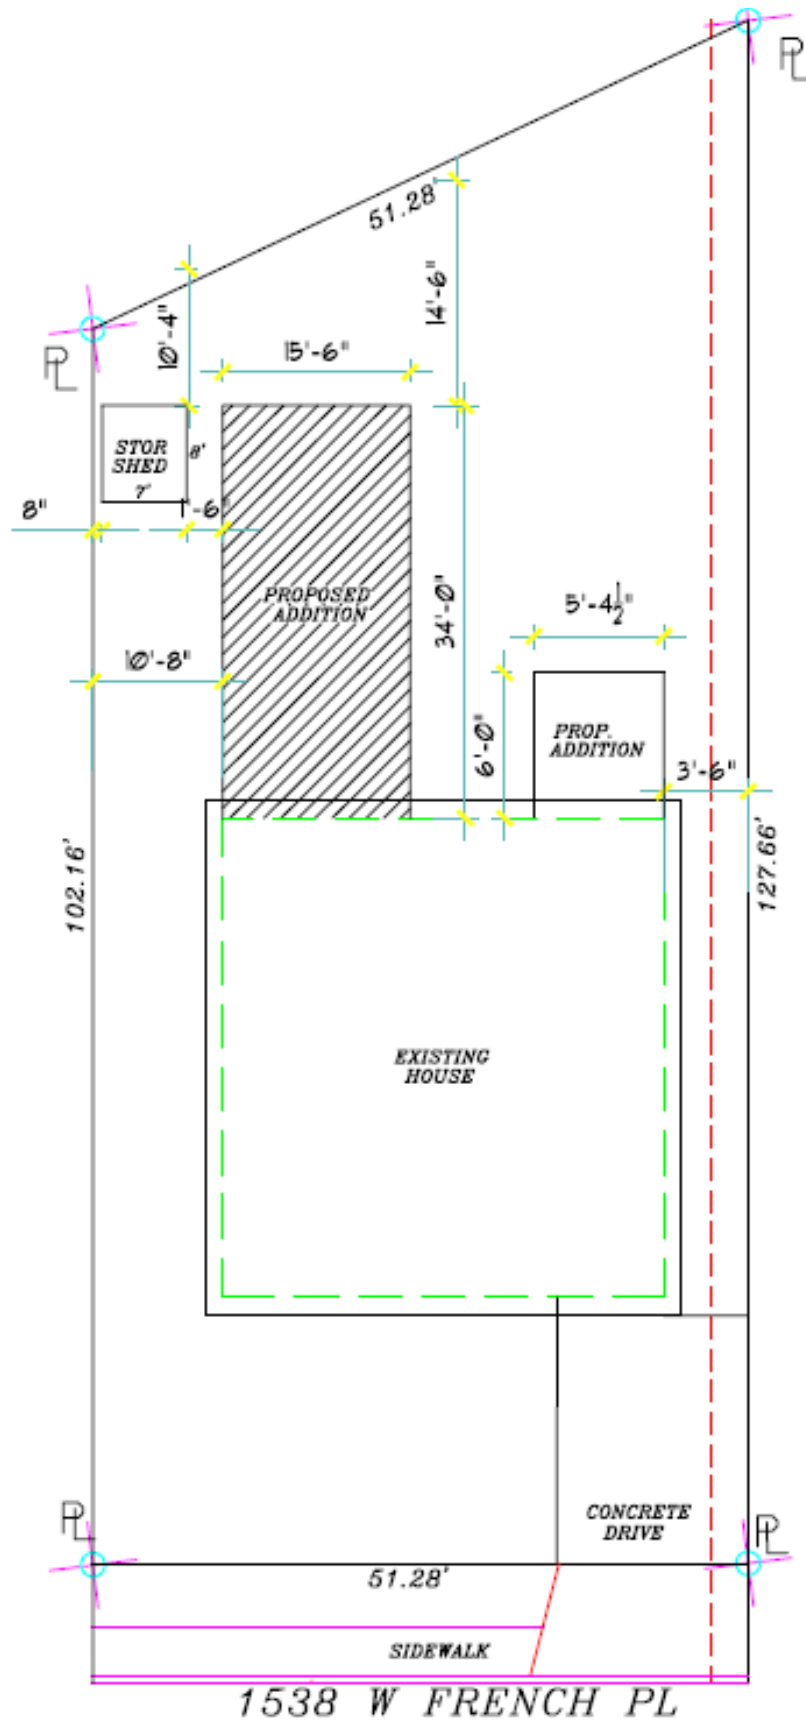 PL
51.28'
14'-6"
10'-4"
PL
15'-6"
STOR
SHED
8'
7'
8"
1'-6"
PROPOSED
ADDITION
34'-0"
5'-4 1/2"
10'-8"
6'-0"
PROP.
ADDITION
3'-6"
102.16'
127.66'
EXISTING
HOUSE
PL
CONCRETE
DRIVE
PL
51.28'
SIDEWALK
1538 W FRENCH PL